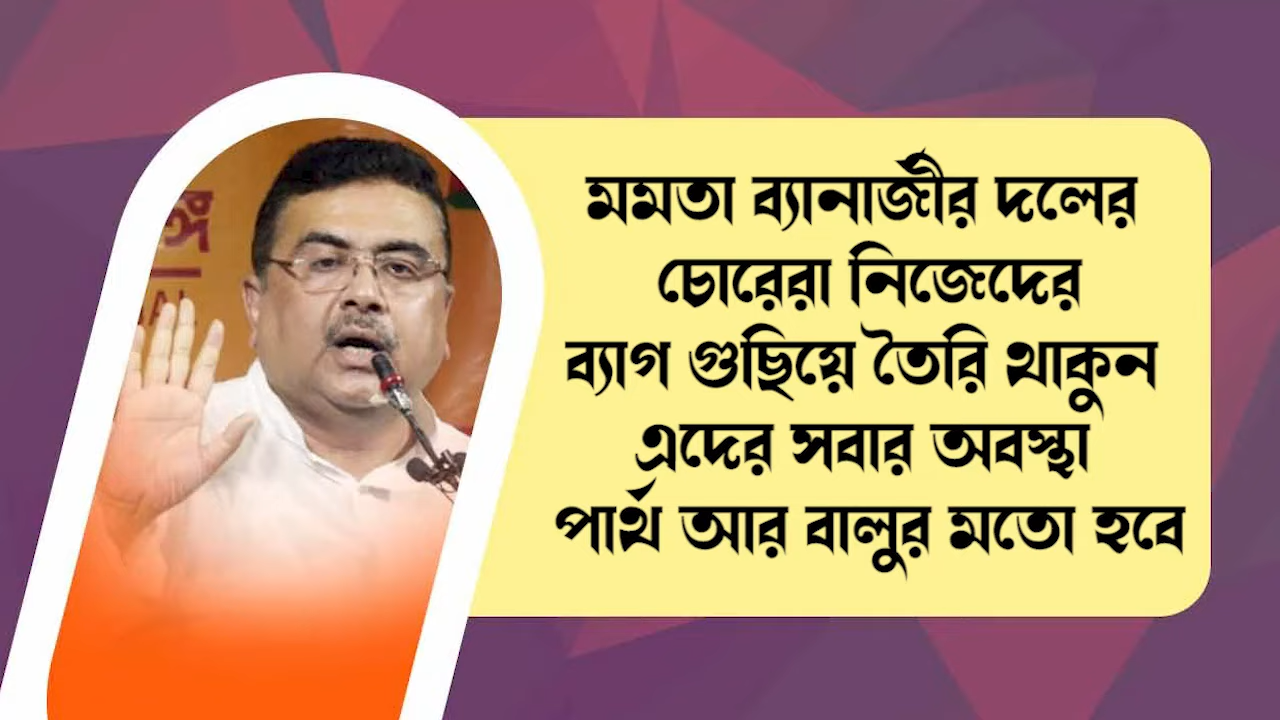 মমতা ব্যানার্জীর দলের
চোরেরা নিজেদের
ব্যাগ গুছিয়ে তৈরি থাকুন
এদের সবার অবস্থা
পার্থ আর বালুর মতো হবে